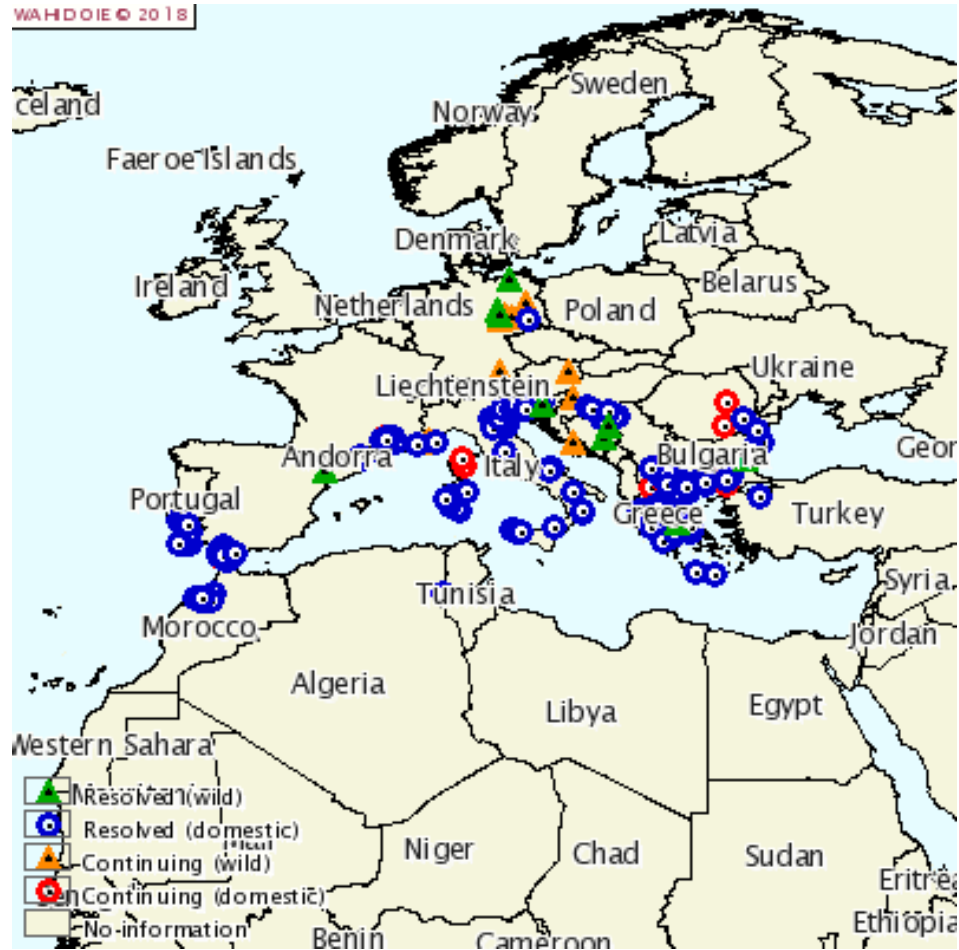 WAHIDOIE © 2018
Sweden
celand
Norway
Faeroe Islands
Denmark
Latvia
Ireland
Belarus
Netherlands
Poland
Ukraine
Liechtenstein
Andorra
Italy
Bulgaria
Geor
Portugal
Greece
Turkey
Syria
Tunisia
Morocco
Jordan
Algeria
Libya
Egypt
Western Sahara
Resolved (wild)
Resolved (domestic)
Niger
Chad
Sudan
Continuing (wild)
Eritrea
Continuing (domestic)
Ethiopia
No-information
Benin
Cameroon